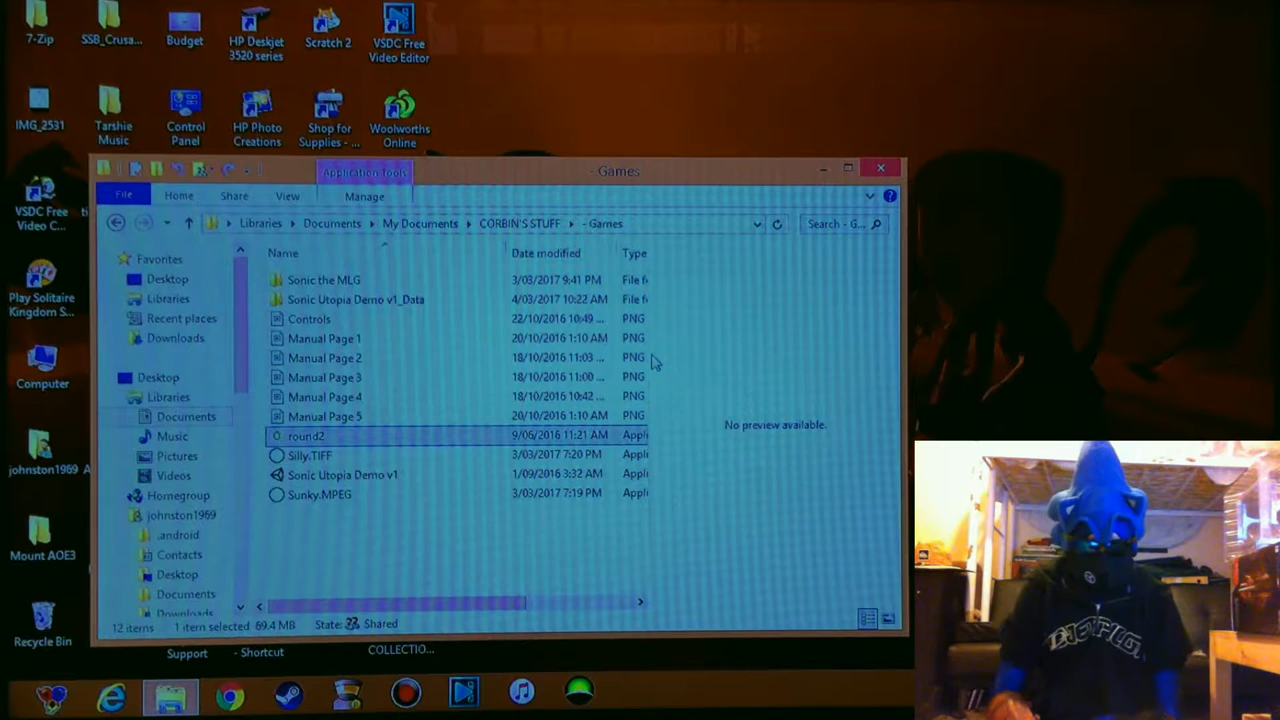 7-Zip
SSB_Crusa...
Budget
HP Deskjet
3520 series
Scratch 2
VSDC Free
Video Editor
IMG_2531
Tarshie
Music
Control
Panel
HP Photo
Creations
Shop for
Supplies - ...
Woolworths
Online
VSDC Free
Video C...
Play Solitaire
Kingdom S...
Computer
johnston1969
Mount AOE3
Recycle Bin
Application Tools
- Games
File
Home
Share
View
Manage
Libraries
Documents
My Documents
CORBIN'S STUFF
- Games
Search - G...
Name
Date modified
Type
Sonic the MLG 3/03/2017 9:41 PM File f
Sonic Utopia Demo v1_Data 4/03/2017 10:22 AM File f
Controls 22/10/2016 10:49 ... PNG
Manual Page 1 20/10/2016 1:10 AM PNG
Manual Page 2 18/10/2016 11:03 ... PNG
Manual Page 3 18/10/2016 11:00 ... PNG
Manual Page 4 18/10/2016 10:42 ... PNG
Manual Page 5 20/10/2016 1:10 AM PNG
round2 9/06/2016 11:21 AM Appli
Silly.TIFF 3/03/2017 7:20 PM Appli
Sonic Utopia Demo v1 1/09/2016 3:32 AM Appli
Sunky.MPEG 3/03/2017 7:19 PM Appli
Favorites
Desktop
Libraries
Recent places
Downloads
Desktop
Libraries
Documents
Music
Pictures
Videos
Homegroup
johnston1969
.android
Contacts
Desktop
Documents
Downloads
No preview available.
12 items
1 item selected 69.4 MB
State: Shared
Support
- Shortcut
COLLECTIO...